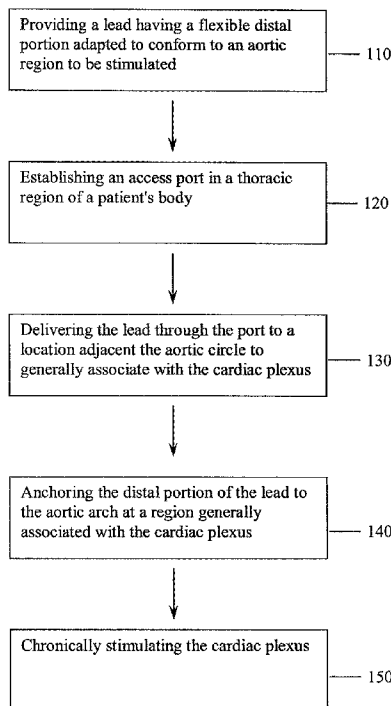 Providing a lead having a flexible distal
portion adapted to conform to an aortic
region to be stimulated
110
Establishing an access port in a thoracic
region of a patient's body
120
Delivering the lead through the port to a
location adjacent the aortic circle to
generally associate with the cardiac plexus
130
Anchoring the distal portion of the lead to
the aortic arch at a region generally
associated with the cardiac plexus
140
Chronically stimulating the cardiac plexus
150